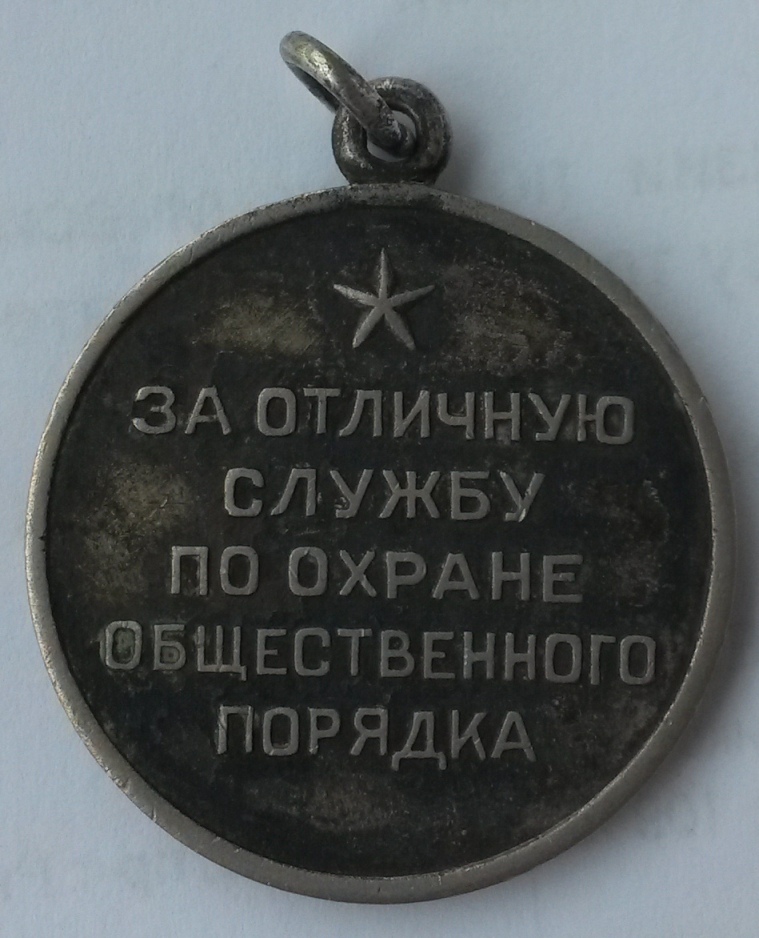 ЗА ОТЛИЧНУЮ
СЛУЖБУ
ПО ОХРАНЕ
ОБЩЕСТВЕННОГО
ПОРЯДКА